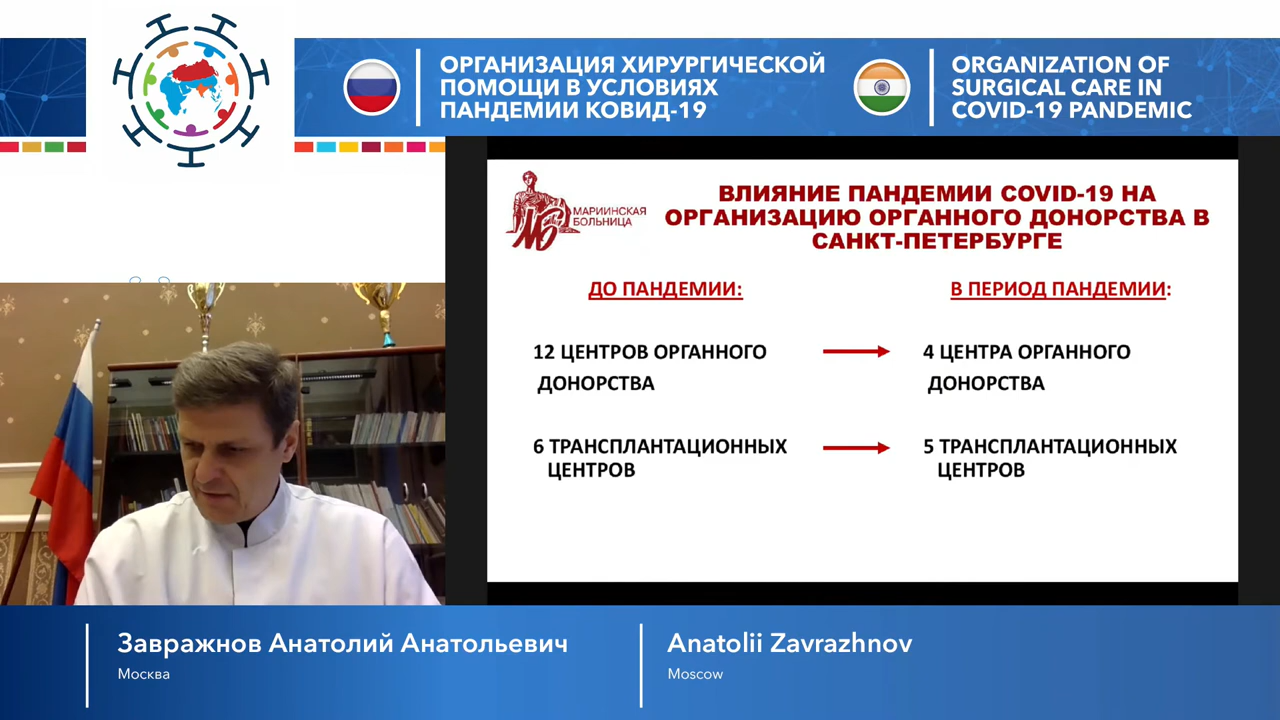 ОРГАНИЗАЦИЯ ХИРУРГИЧЕСКОЙ
ПОМОЩИ В УСЛОВИЯХ
ПАНДЕМИИ КОВИД-19
ORGANIZATION OF
SURGICAL CARE IN
COVID-19 PANDEMIC
МАРИИНСКАЯ
БОЛЬНИЦА
ВЛИЯНИЕ ПАНДЕМИИ COVID-19 НА
ОРГАНИЗАЦИЮ ОРГАННОГО ДОНОРСТВА В
САНКТ-ПЕТЕРБУРГЕ
ДО ПАНДЕМИИ:
В ПЕРИОД ПАНДЕМИИ:
12 ЦЕНТРОВ ОРГАННОГО
ДОНОРСТВА
4 ЦЕНТРА ОРГАННОГО
ДОНОРСТВА
6 ТРАНСПЛАНТАЦИОННЫХ
ЦЕНТРОВ
5 ТРАНСПЛАНТАЦИОННЫХ
ЦЕНТРОВ
Завражнов Анатолий Анатольевич
Москва
Anatolii Zavrazhnov
Moscow